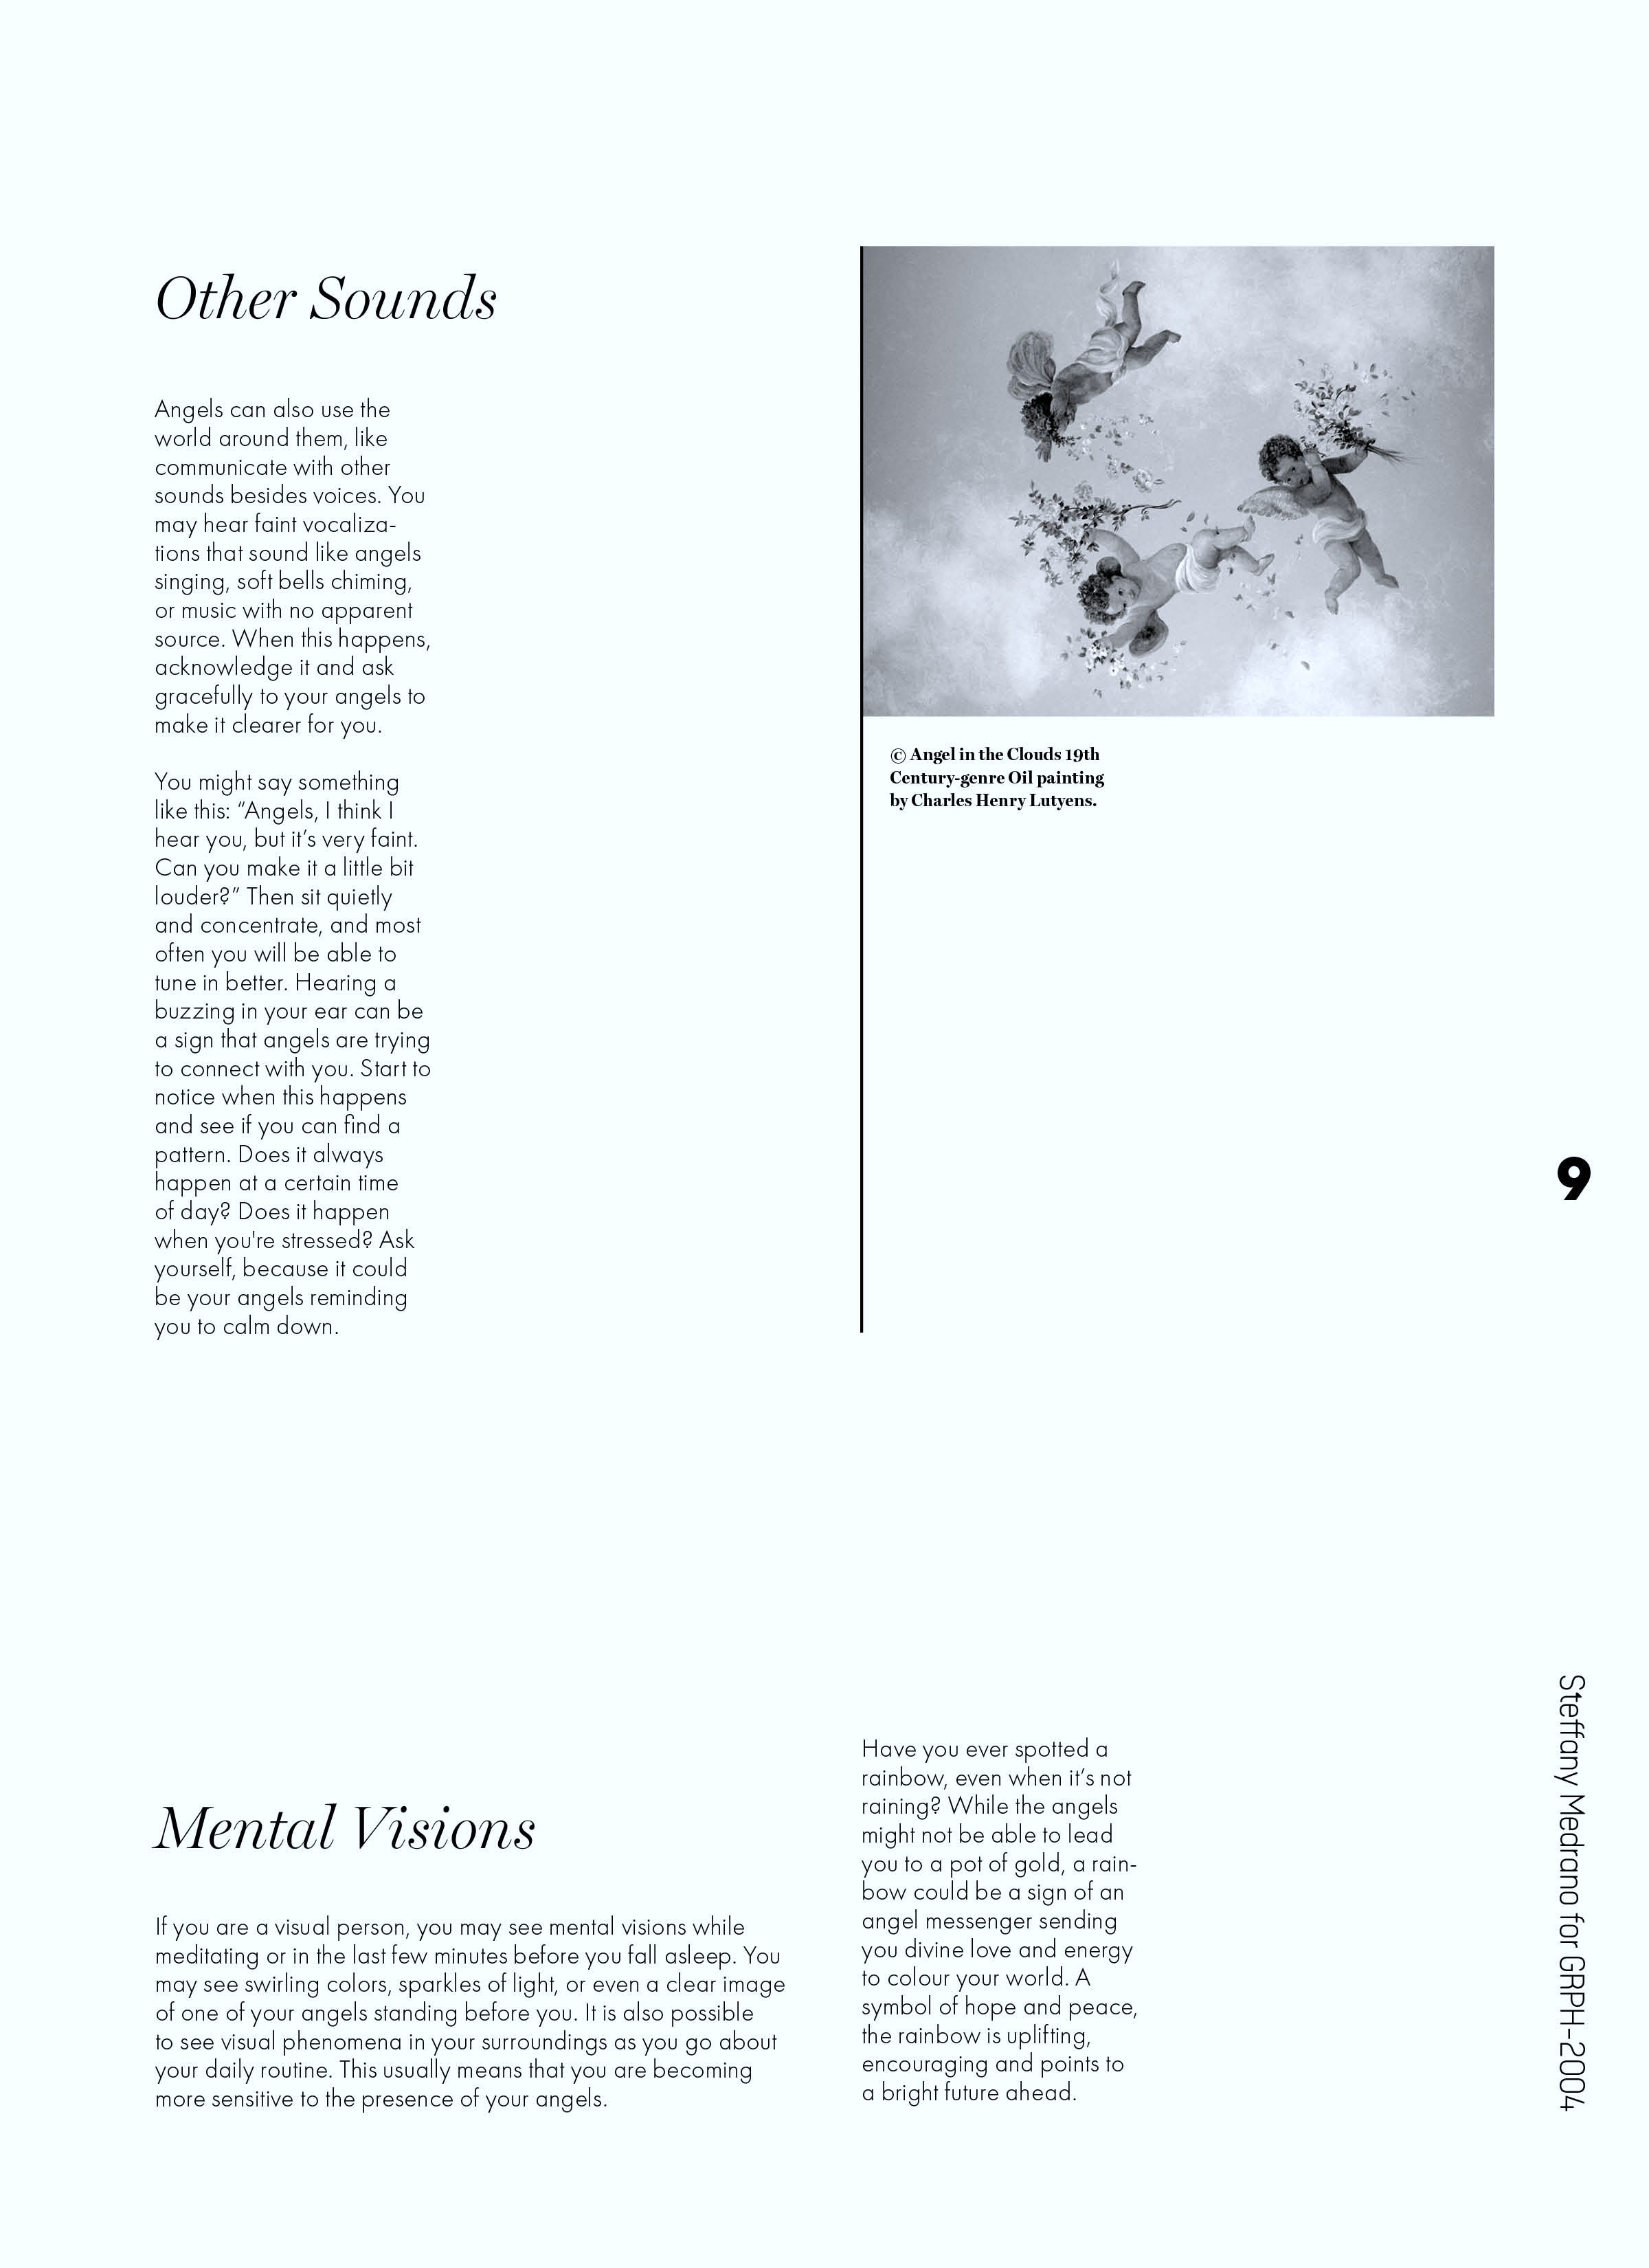 Other Sounds
Angels can also use the
world around them, like
communicate with other
sounds besides voices. You
may hear faint vocaliza-
tions that sound like angels
singing, soft bells chiming,
or music with no apparent
source. When this happens,
acknowledge it and ask
gracefully to your angels to
make it clearer for you.
You might say something
like this: “Angels, I think I
hear you, but it’s very faint.
Can you make it a little bit
louder?” Then sit quietly
and concentrate, and most
often you will be able to
tune in better. Hearing a
buzzing in your ear can be
a sign that angels are trying
to connect with you. Start to
notice when this happens
and see if you can find a
pattern. Does it always
happen at a certain time
of day? Does it happen
when you're stressed? Ask
yourself, because it could
be your angels reminding
you to calm down.
© Angel in the Clouds 19th
Century-genre Oil painting
by Charles Henry Lutyens.
9
Mental Visions
If you are a visual person, you may see mental visions while
meditating or in the last few minutes before you fall asleep. You
may see swirling colors, sparkles of light, or even a clear image
of one of your angels standing before you. It is also possible
to see visual phenomena in your surroundings as you go about
your daily routine. This usually means that you are becoming
more sensitive to the presence of your angels.
Have you ever spotted a
rainbow, even when it’s not
raining? While the angels
might not be able to lead
you to a pot of gold, a rain-
bow could be a sign of an
angel messenger sending
you divine love and energy
to colour your world. A
symbol of hope and peace,
the rainbow is uplifting,
encouraging and points to
a bright future ahead.
Steffany Medrano for GRPH-2004